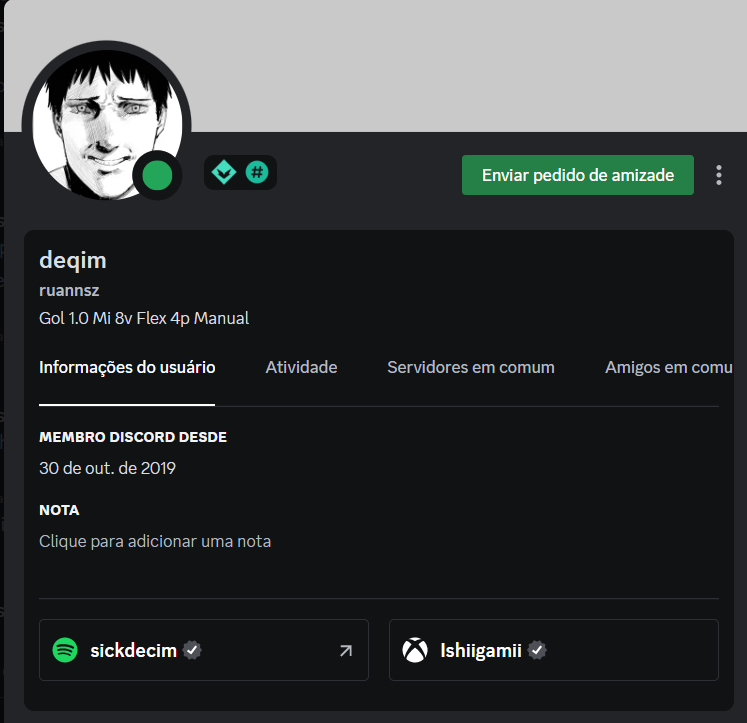 #
Enviar pedido de amizade
deqim
ruannsz
Gol 1.0 Mi 8v Flex 4p Manual
Informações do usuário
Atividade
Servidores em comum
Amigos em comu
MEMBRO DISCORD DESDE
30 de out. de 2019
NOTA
Clique para adicionar uma nota
sickdecim
Ishiigamii